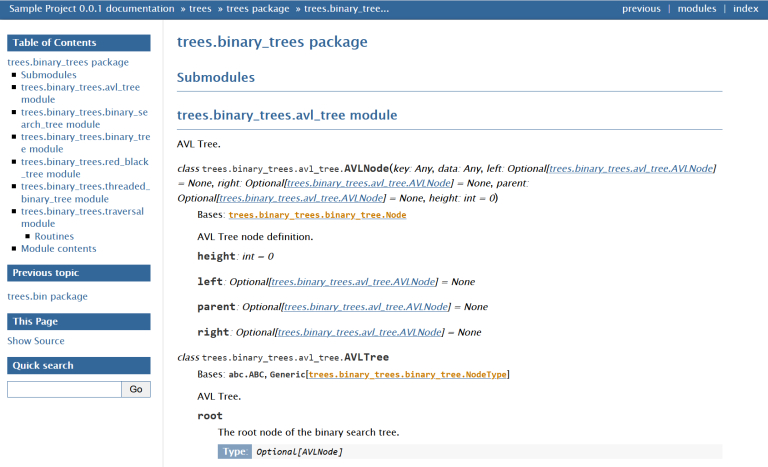 Sample Project 0.0.1 documentation » trees » trees package » trees.binary_tree...
previous | modules | index
Table of Contents
trees.binary_trees package
Submodules
trees.binary_trees.avl_tree
module
trees.binary_trees.binary_se
arch_tree module
trees.binary_trees.binary_tre
e module
trees.binary_trees.red_black
_tree module
trees.binary_trees.threaded_
binary_tree module
trees.binary_trees.traversal
module
Routines
Module contents
Previous topic
trees.bin package
This Page
Show Source
Quick search
Go
trees.binary_trees package
Submodules
trees.binary_trees.avl_tree module
AVL Tree.
class trees.binary_trees.avl_tree.AVLNode(key: Any, data: Any, left: Optional[trees.binary_trees.avl_tree.AVLNode]
= None, right: Optional[trees.binary_trees.avl_tree.AVLNode] = None, parent:
Optional[trees.binary_trees.avl_tree.AVLNode] = None, height: int = 0)
Bases: trees.binary_trees.binary_tree.Node
AVL Tree node definition.
height: int = 0
left: Optional[trees.binary_trees.avl_tree.AVLNode] = None
parent: Optional[trees.binary_trees.avl_tree.AVLNode] = None
right: Optional[trees.binary_trees.avl_tree.AVLNode] = None
class trees.binary_trees.avl_tree.AVLTree
Bases: abc.ABC, Generic[trees.binary_trees.binary_tree.NodeType]
AVL Tree.
root
The root node of the binary search tree.
Type: Optional[AVLNode]